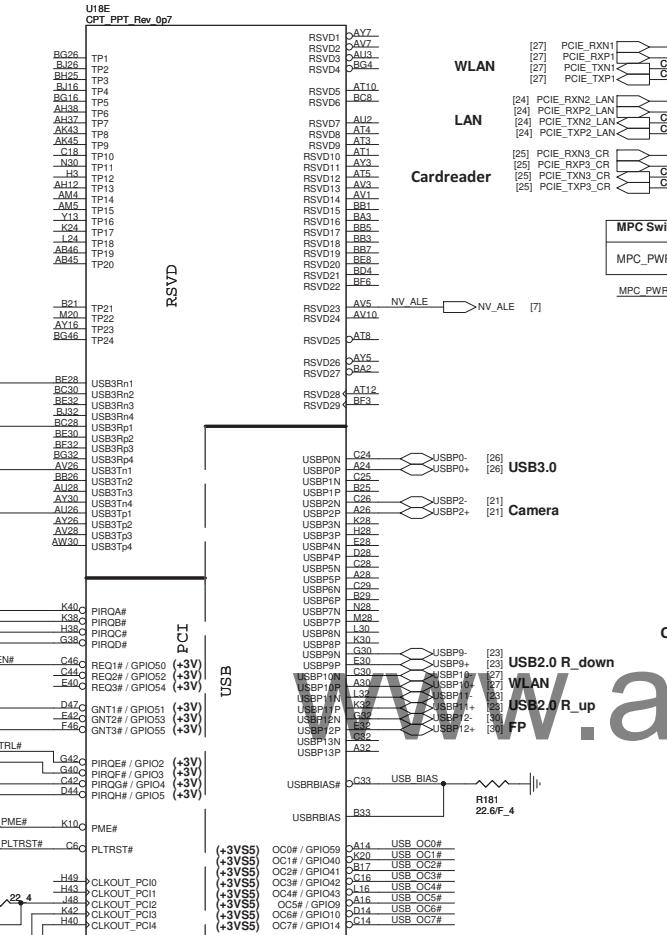 U18E
CPT_PPT_Rev_0p7
BG26 TP1
BJ26 TP2
BH25 TP3
BJ16 TP4
BG16 TP5
AH38 TP6
AH37 TP7
AK43 TP8
AK45 TP9
C18 TP10
N30 TP11
H3 TP12
AH12 TP13
AM4 TP14
AM5 TP15
Y13 TP16
K24 TP17
L24 TP18
AB46 TP19
AB45 TP20
B21 TP21
M20 TP22
AY16 TP23
BG46 TP24
RSVD
RSVD1 AY7
RSVD2 AV7
RSVD3 AU3
RSVD4 BG4
RSVD5 AT10
RSVD6 BC8
RSVD7 AU2
RSVD8 AT4
RSVD9 AT3
RSVD10 AT1
RSVD11 AY3
RSVD12 AT5
RSVD13 AV3
RSVD14 AV1
RSVD15 BB1
RSVD16 BA3
RSVD17 BB5
RSVD18 BB3
RSVD19 BB7
RSVD20 BE8
RSVD21 BD4
RSVD22 BF6
RSVD23 AV5 NV_ALE NV_ALE [7]
RSVD24 AV10
RSVD25 AT8
RSVD26 AY5
RSVD27 BA2
RSVD28 AT12
RSVD29 BF3
WLAN
[27] PCIE_RXN1
[27] PCIE_RXP1
[27] PCIE_TXN1 C
[27] PCIE_TXP1 C
LAN
[24] PCIE_RXN2_LAN
[24] PCIE_RXP2_LAN
[24] PCIE_TXN2_LAN C
[24] PCIE_TXP2_LAN C
Cardreader
[25] PCIE_RXN3_CR
[25] PCIE_RXP3_CR
[25] PCIE_TXN3_CR C
[25] PCIE_TXP3_CR C
MPC Swi
MPC_PWR
MPC_PWR
BE28 USB3Rn1
BC30 USB3Rn2
BE32 USB3Rn3
BJ32 USB3Rn4
BC28 USB3Rp1
BE30 USB3Rp2
BF32 USB3Rp3
BG32 USB3Rp4
AV26 USB3Tn1
BB26 USB3Tn2
AU28 USB3Tn3
AY30 USB3Tn4
AU26 USB3Tp1
AY26 USB3Tp2
AV28 USB3Tp3
AW30 USB3Tp4
USBP0N C24 USBP0- [26]
USBP0P A24 USBP0+ [26] USB3.0
USBP1N C25
USBP1P B25
USBP2N C26 USBP2- [21]
USBP2P A26 USBP2+ [21] Camera
USBP3N K28
USBP3P H28
USBP4N E28
USBP4P D28
USBP5N C28
USBP5P A28
USBP6N C29
USBP6P B29
USBP7N N28
USBP7P M28
USBP8N L30
USBP8P K30
USBP9N G30 USBP9- [23]
USBP9P E30 USBP9+ [23] USB2.0 R_down
USBP10N C30 USBP10- [27]
USBP10P A30 USBP10+ [27] WLAN
USBP11N L32 USBP11- [23]
USBP11P K32 USBP11+ [23] USB2.0 R_up
USBP12N G32 USBP12- [30]
USBP12P E32 USBP12+ [30] FP
USBP13N C32
USBP13P A32
C
www.a
PCI
USB
K40 PIRQA#
K38 PIRQB#
H38 PIRQC#
G38 PIRQD#
EN# C46 REQ1# / GPIO50 (+3V)
C44 REQ2# / GPIO52 (+3V)
E40 REQ3# / GPIO54 (+3V)
D47 GNT1# / GPIO51 (+3V)
E42 GNT2# / GPIO53 (+3V)
F46 GNT3# / GPIO55 (+3V)
TRL#
G42 PIRQE# / GPIO2 (+3V)
G40 PIRQF# / GPIO3 (+3V)
C42 PIRQG# / GPIO4 (+3V)
D44 PIRQH# / GPIO5 (+3V)
PME# K10 PME#
PLTRST# C6 PLTRST#
H49 CLKOUT_PCI0
H43 CLKOUT_PCI1
22_4 J48 CLKOUT_PCI2
K42 CLKOUT_PCI3
H40 CLKOUT_PCI4
USBRBIAS# C33 USB_BIAS
R181
22.6/F_4
USBRBIAS B33
(+3VS5) OC0# / GPIO59 A14 USB_OC0#
(+3VS5) OC1# / GPIO40 K20 USB_OC1#
(+3VS5) OC2# / GPIO41 B17 USB_OC2#
(+3VS5) OC3# / GPIO42 C16 USB_OC3#
(+3VS5) OC4# / GPIO43 L16 USB_OC4#
(+3VS5) OC5# / GPIO9 A16 USB_OC5#
(+3VS5) OC6# / GPIO10 D14 USB_OC6#
(+3VS5) OC7# / GPIO14 C14 USB_OC7#